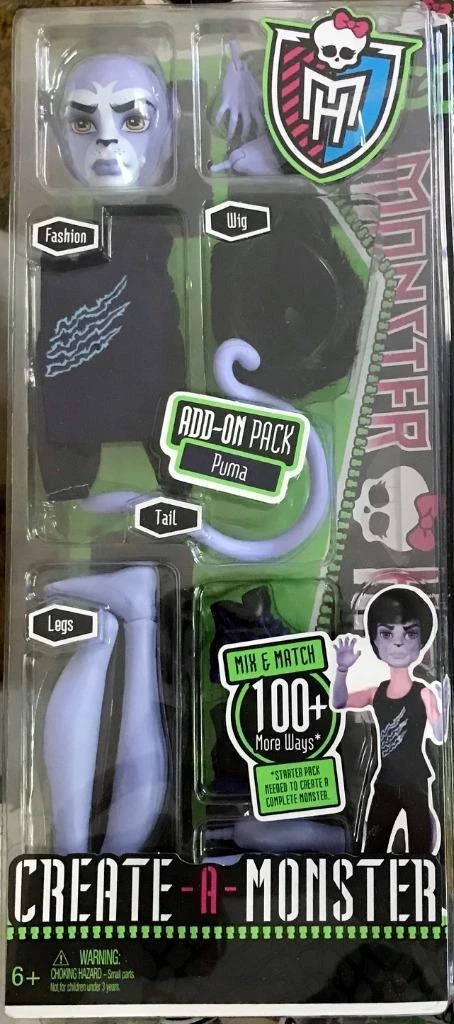 MH
Fashion
Wig
MONSTER
ADD-ON PACK
Puma
Tail
Legs
MIX & MATCH
100+
More Ways*
*STARTER PACK
NEEDED TO CREATE A
COMPLETE MONSTER.
CREATE-A-MONSTER
6+
WARNING:
CHOKING HAZARD – Small parts.
Not for children under 3 years.